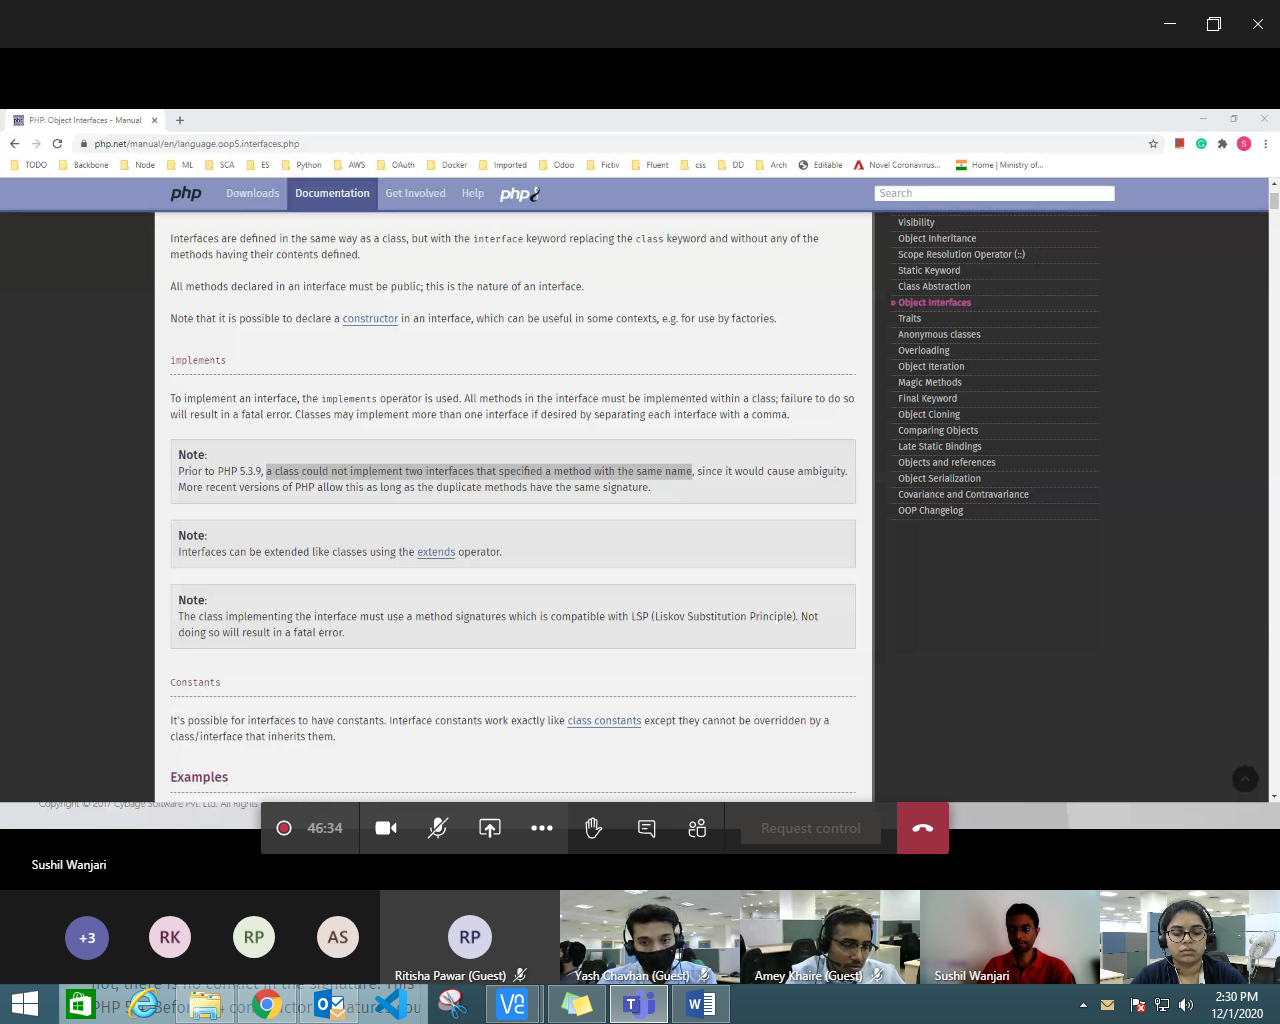 PHP: Object Interfaces - Manual
php.net/manual/en/language.oop5.interfaces.php
TODO Backbone Node ML SCA ES Python AWS OAuth Docker Imported Odoo Fictiv Fluent css DD Arch Editable Novel Coronavirus... Home | Ministry of...
php Downloads Documentation Get Involved Help php8 Search
Interfaces are defined in the same way as a class, but with the interface keyword replacing the class keyword and without any of the
methods having their contents defined.
All methods declared in an interface must be public; this is the nature of an interface.
Note that it is possible to declare a constructor in an interface, which can be useful in some contexts, e.g. for use by factories.
implements
To implement an interface, the implements operator is used. All methods in the interface must be implemented within a class; failure to do so
will result in a fatal error. Classes may implement more than one interface if desired by separating each interface with a comma.
Note:
Prior to PHP 5.3.9, a class could not implement two interfaces that specified a method with the same name, since it would cause ambiguity.
More recent versions of PHP allow this as long as the duplicate methods have the same signature.
Note:
Interfaces can be extended like classes using the extends operator.
Note:
The class implementing the interface must use a method signatures which is compatible with LSP (Liskov Substitution Principle). Not
doing so will result in a fatal error.
Constants
It's possible for interfaces to have constants. Interface constants work exactly like class constants except they cannot be overridden by a
class/interface that inherits them.
Examples
Visibility
Object Inheritance
Scope Resolution Operator (::)
Static Keyword
Class Abstraction
» Object Interfaces
Traits
Anonymous classes
Overloading
Object Iteration
Magic Methods
Final Keyword
Object Cloning
Comparing Objects
Late Static Bindings
Objects and references
Object Serialization
Covariance and Contravariance
OOP Changelog
Copyright © 2017 Cybage Software Pvt. Ltd. All Rights
46:34
Request control
Sushil Wanjari
+3 RK RP AS RP
Ritisha Pawar (Guest) Yash Chavhan (Guest) Amey Khaire (Guest) Sushil Wanjari
2:30 PM
12/1/2020